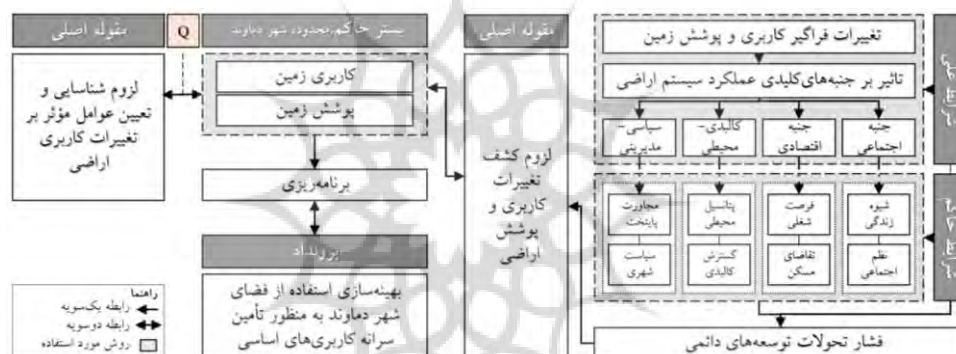 تغییرات فراگیر کاربری و پوشش زمین
تاثیر بر جنبه‌های کلیدی عملکرد سیستم اراضی
شرایط علی
جنبه
اجتماعی
جنبه
اقتصادی
کالبدی-
محیطی
سیاسی-
مدیریتی
شرایط حاکم
شیوه
زندگی
فرصت
شغلی
پتانسیل
محیطی
مجاورت
پایتخت
نظم
اجتماعی
تقاضای
مسکن
گسترش
کالبدی
سیاست
شهری
فشار تحولات توسعه‌های دائمی
مقوله اصلی
لزوم کشف
تغییرات
کاربری و
پوشش
اراضی
بستر حاکم:محدوده شهر دماوند
کاربری زمین
پوشش زمین
برنامه‌ریزی
برونداد
بهینه‌سازی استفاده از فضای
شهر دماوند به منظور تأمین
سرانه کاربری‌های اساسی
Q
مقوله اصلی
لزوم شناسایی و
تعیین عوامل مؤثر بر
تغییرات کاربری
اراضی
راهنما
رابطه یک‌سویه
رابطه دوسویه
روش مورد استفاده